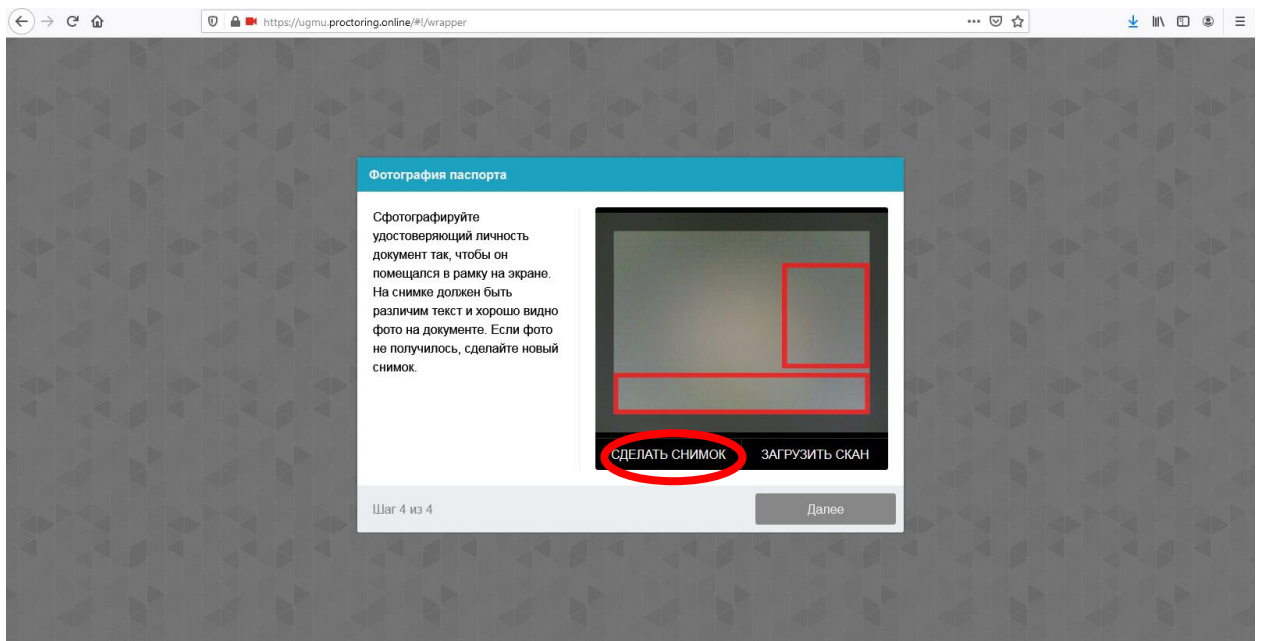 https://ugmu.proctoring.online/#!/wrapper
Фотография паспорта
Сфотографируйте
удостоверяющий личность
документ так, чтобы он
помещался в рамку на экране.
На снимке должен быть
различим текст и хорошо видно
фото на документе. Если фото
не получилось, сделайте новый
снимок.
СДЕЛАТЬ СНИМОК ЗАГРУЗИТЬ СКАН
Шаг 4 из 4 Далее